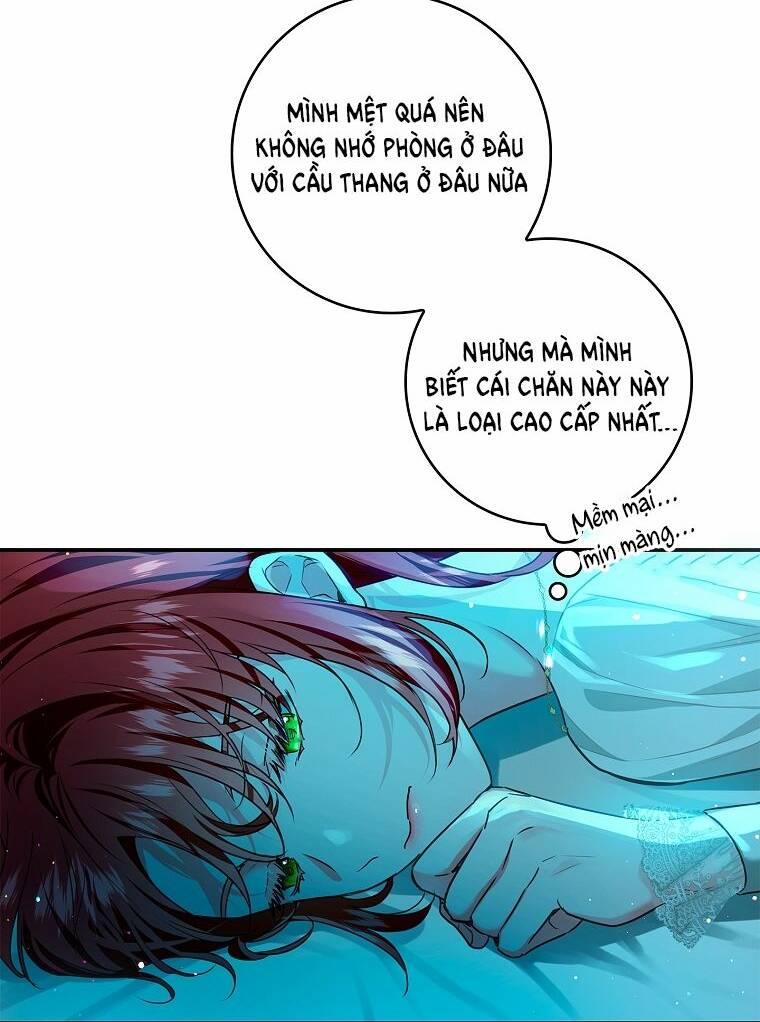 MÌNH MỆT QUÁ NÊN
KHÔNG NHỚ PHÒNG Ở ĐÂU
VỚI CẦU THANG Ở ĐÂU NỮA
NHƯNG MÀ MÌNH
BIẾT CÁI CHĂN NÀY NÀY
LÀ LOẠI CAO CẤP NHẤT...
Mềm mại...
mịn màng...